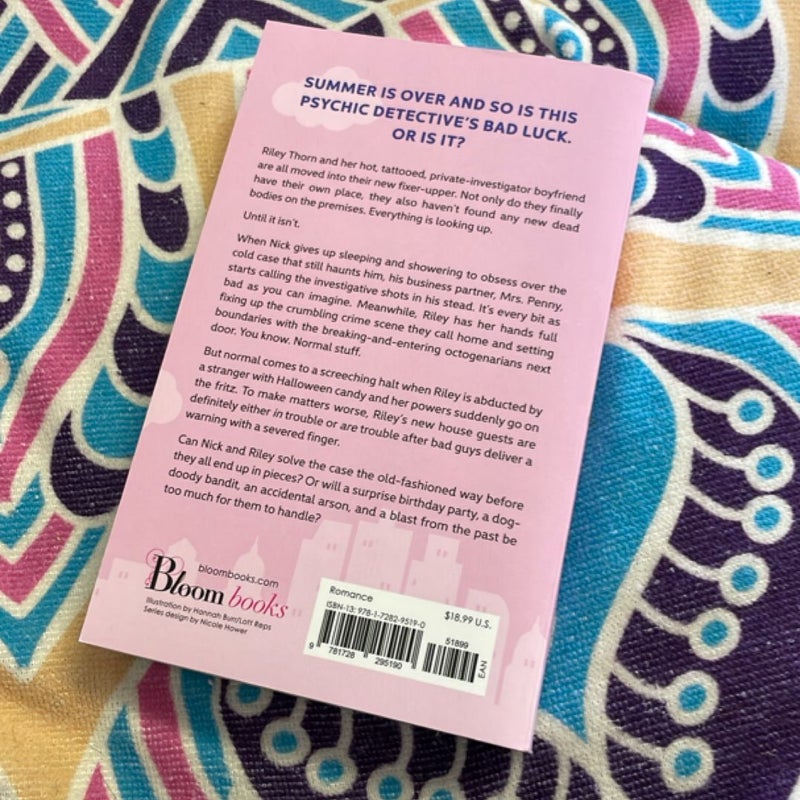 SUMMER IS OVER AND SO IS THIS
PSYCHIC DETECTIVE'S BAD LUCK.
OR IS IT?
Riley Thorn and her hot, tattooed, private-investigator boyfriend
are all moved into their new fixer-upper. Not only do they finally
have their own place, they also haven't found any new dead
bodies on the premises. Everything is looking up.
Until it isn't.
When Nick gives up sleeping and showering to obsess over the
cold case that still haunts him, his business partner, Mrs. Penny,
starts calling the investigative shots in his stead. It's every bit as
bad as you can imagine. Meanwhile, Riley has her hands full
fixing up the crumbling crime scene they call home and setting
boundaries with the breaking-and-entering octogenarians next
door. You know. Normal stuff.
But normal comes to a screeching halt when Riley is abducted by
a stranger with Halloween candy and her powers suddenly go on
the fritz. To make matters worse, Riley's new house guests are
definitely either in trouble or are trouble after bad guys deliver a
warning with a severed finger.
Can Nick and Riley solve the case the old-fashioned way before
they all end up in pieces? Or will a surprise birthday party, a dog-
doody bandit, an accidental arson, and a blast from the past be
too much for them to handle?
bloombooks.com
Bloom books
Illustration by Hannah Burr/Lott Reps
Series design by Nicole Hower
Romance
$18.99 U.S.
ISBN-13: 978-1-7282-9519-0
51899
9 781728 295190
EAN